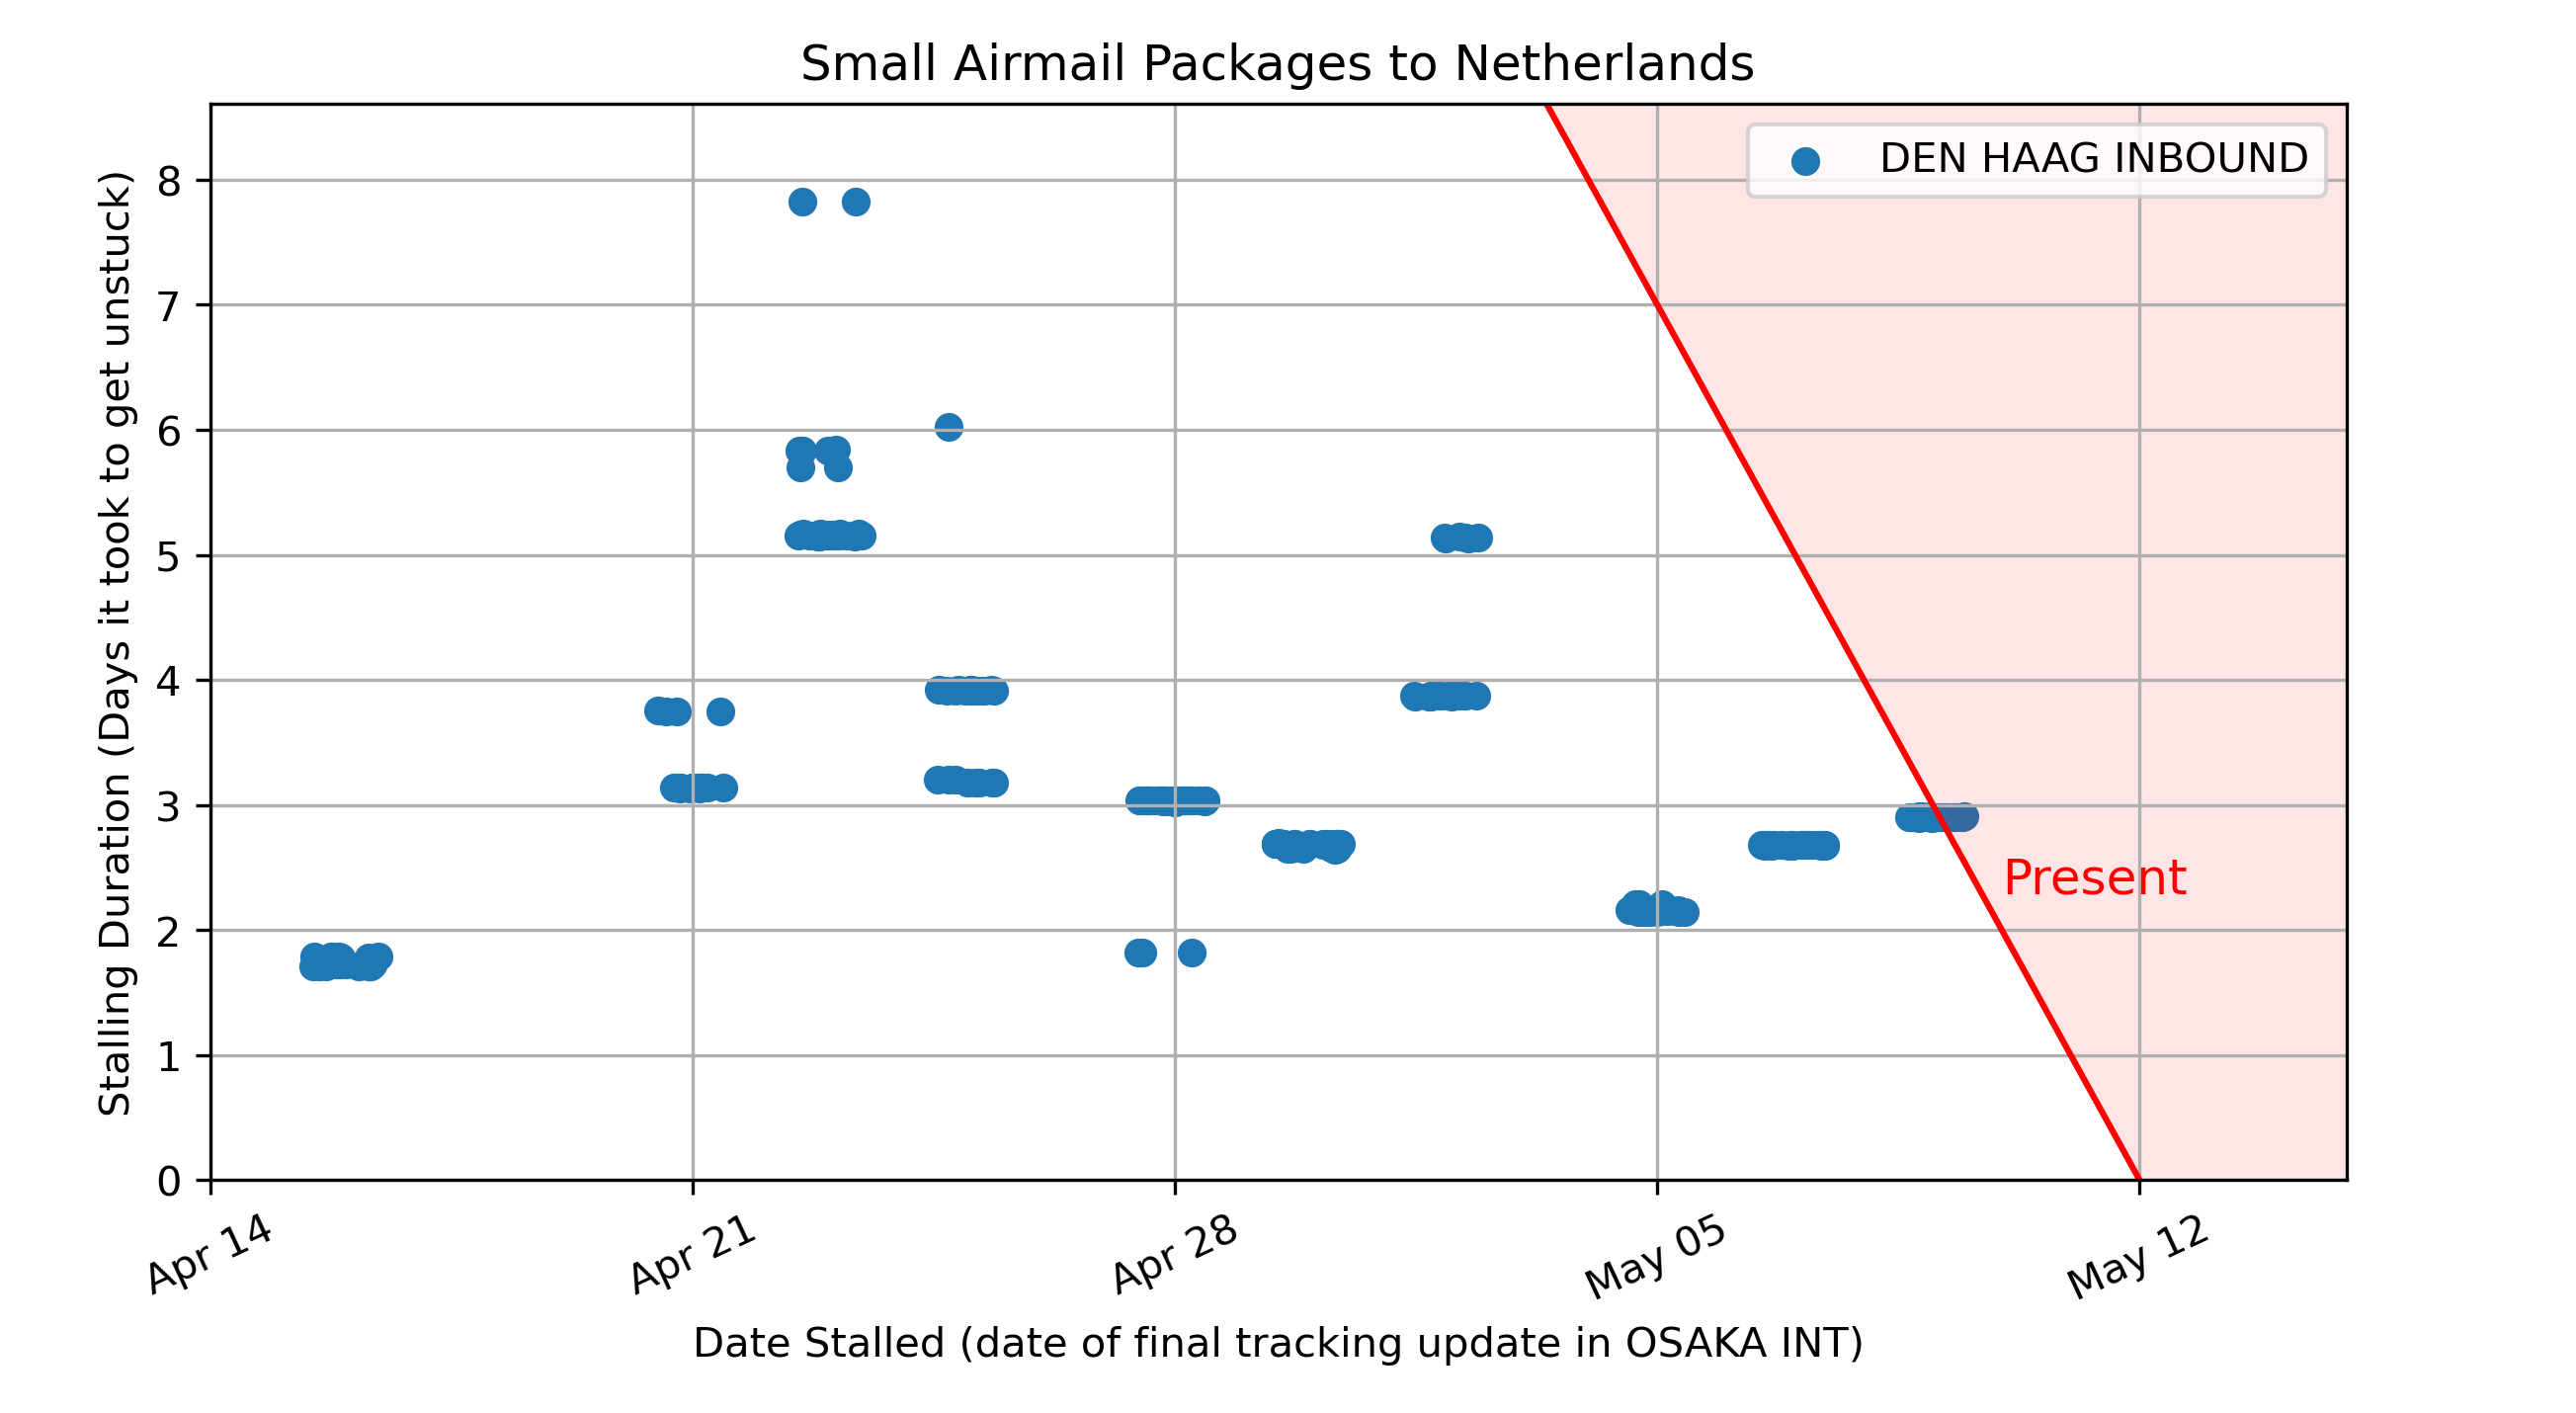 Small Airmail Packages to Netherlands
DEN HAAG INBOUND
Stalling Duration (Days it took to get unstuck)
8
7
6
5
4
3
2
1
0
Present
Apr 14
Apr 21
Apr 28
May 05
May 12
Date Stalled (date of final tracking update in OSAKA INT)